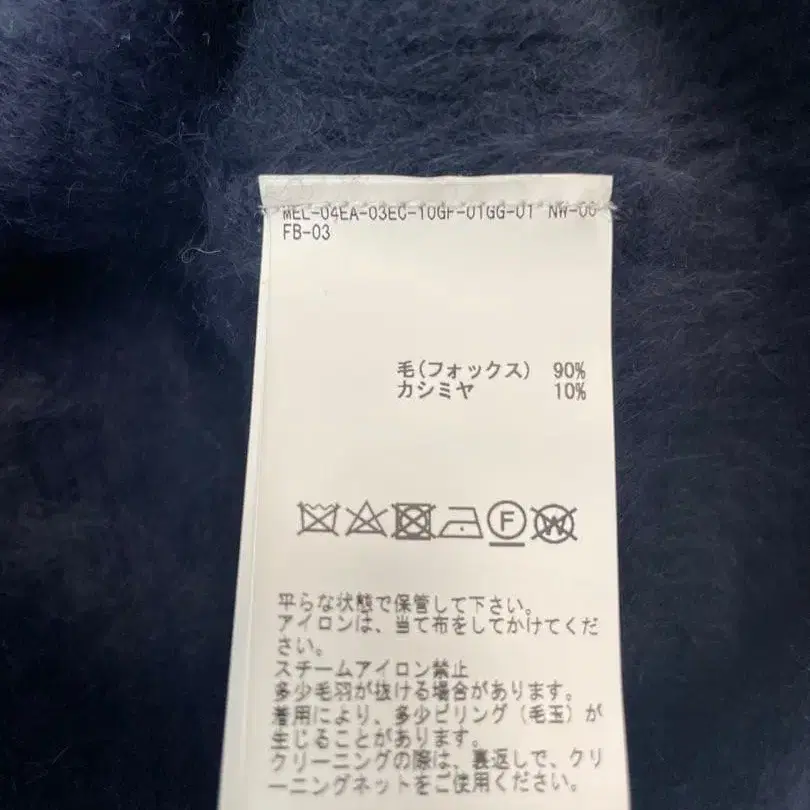 MEL-04EA-03EC-10GF-01GG-01 NW-06
FB-03
毛(フォックス) 90%
カシミヤ 10%
F
W
平らな状態で保管して下さい。
アイロンは、当て布をしてかけてくだ
さい。
スチームアイロン禁止
多少毛羽が抜ける場合があります。
着用により、多少ピリング（毛玉）が
生じることがあります。
クリーニングの際は、裏返しで、クリ
ーニングネットをご使用ください。